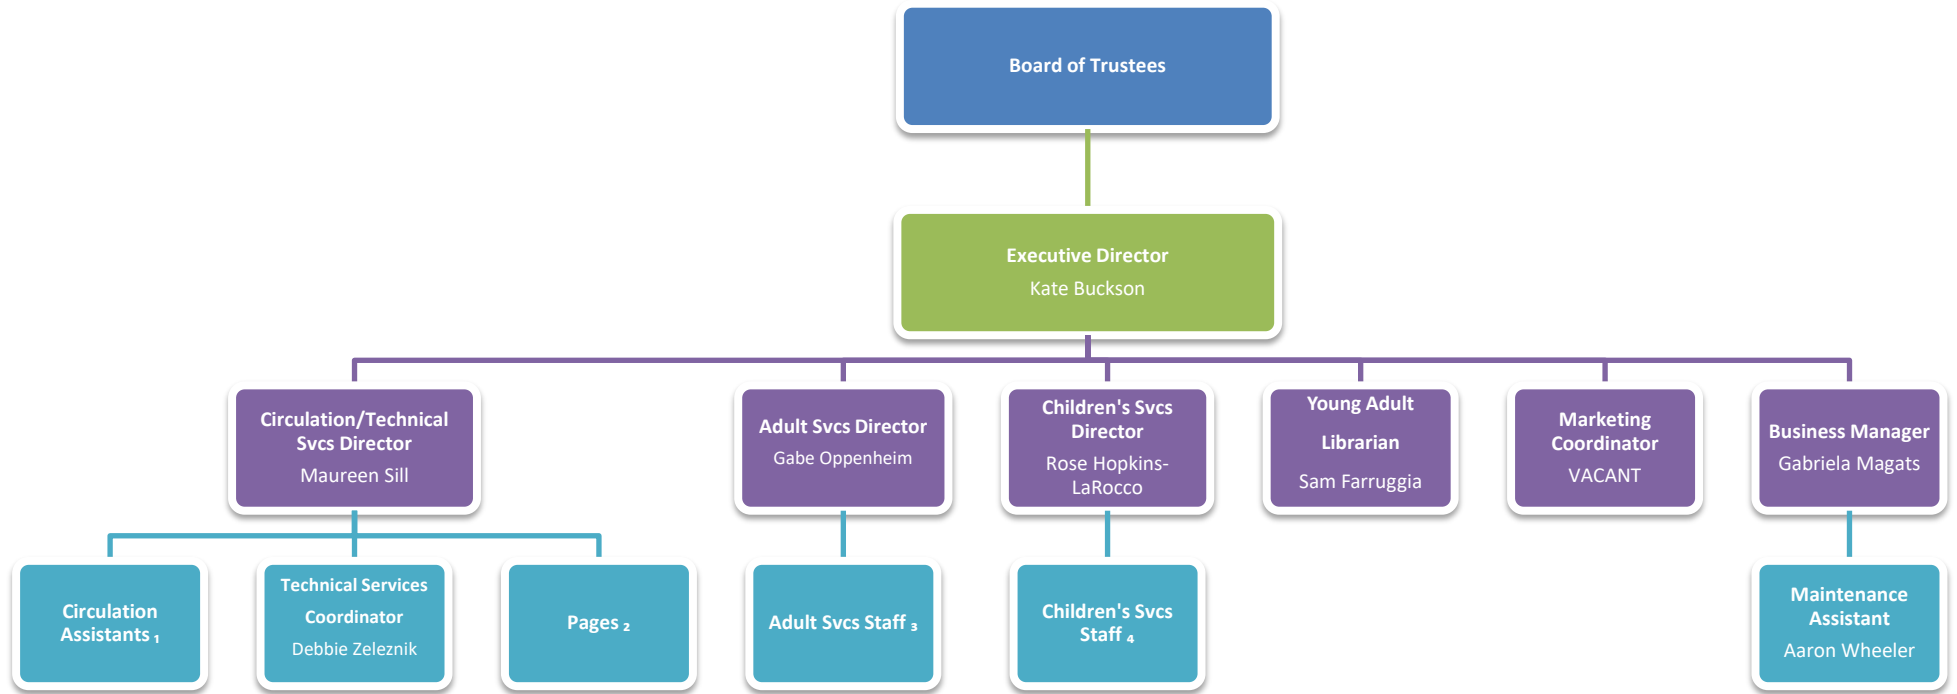 Board of Trustees
Executive Director
Kate Buckson
Circulation/Technical
Svcs Director
Maureen Sill
Adult Svcs Director
Gabe Oppenheim
Children's Svcs
Director
Rose Hopkins-
LaRocco
Young Adult
Librarian
Sam Farruggia
Marketing
Coordinator
VACANT
Business Manager
Gabriela Magats
Circulation
Assistants ₁
Technical Services
Coordinator
Debbie Zeleznik
Pages ₂
Adult Svcs Staff ₃
Children's Svcs
Staff ₄
Maintenance
Assistant
Aaron Wheeler